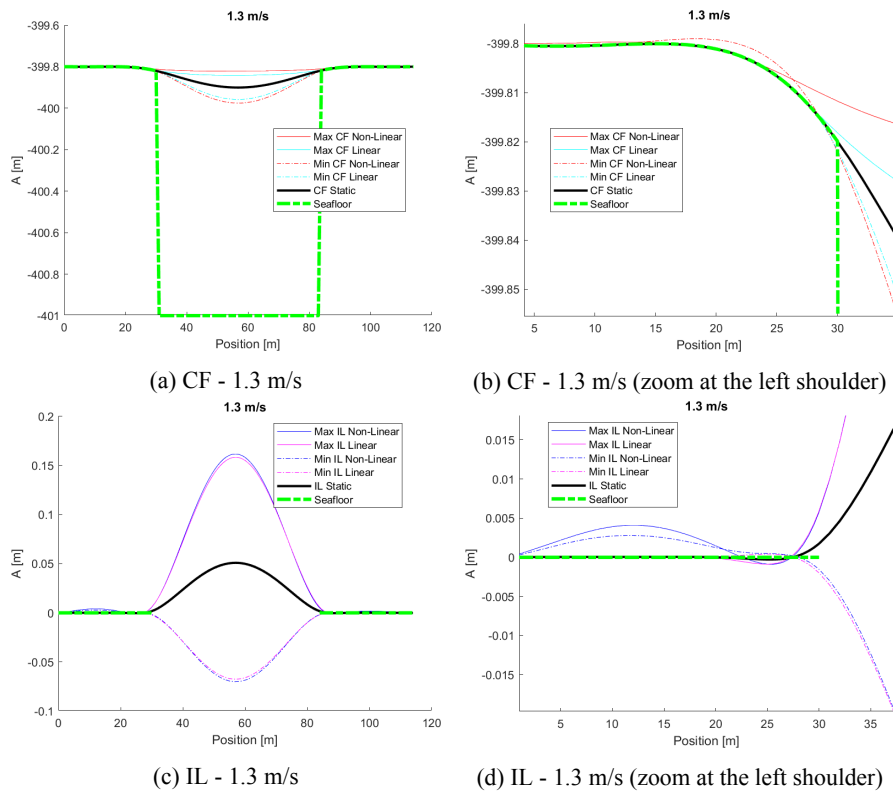 1.3 m/s
A [m]
-399.6
-399.8
-400
-400.2
-400.4
-400.6
-400.8
-401
Max CF Non-Linear
Max CF Linear
Min CF Non-Linear
Min CF Linear
CF Static
Seafloor
0 20 40 60 80 100 120
Position [m]
(a) CF - 1.3 m/s
1.3 m/s
A [m]
-399.8
-399.81
-399.82
-399.83
-399.84
-399.85
Max CF Non-Linear
Max CF Linear
Min CF Non-Linear
Min CF Linear
CF Static
Seafloor
5 10 15 20 25 30
Position [m]
(b) CF - 1.3 m/s (zoom at the left shoulder)
1.3 m/s
A [m]
0.2
0.15
0.1
0.05
0
-0.05
-0.1
Max IL Non-Linear
Max IL Linear
Min IL Non-Linear
Min IL Linear
IL Static
Seafloor
0 20 40 60 80 100 120
Position [m]
(c) IL - 1.3 m/s
1.3 m/s
A [m]
0.015
0.01
0.005
0
-0.005
-0.01
-0.015
Max IL Non-Linear
Max IL Linear
Min IL Non-Linear
Min IL Linear
IL Static
Seafloor
5 10 15 20 25 30 35
Position [m]
(d) IL - 1.3 m/s (zoom at the left shoulder)